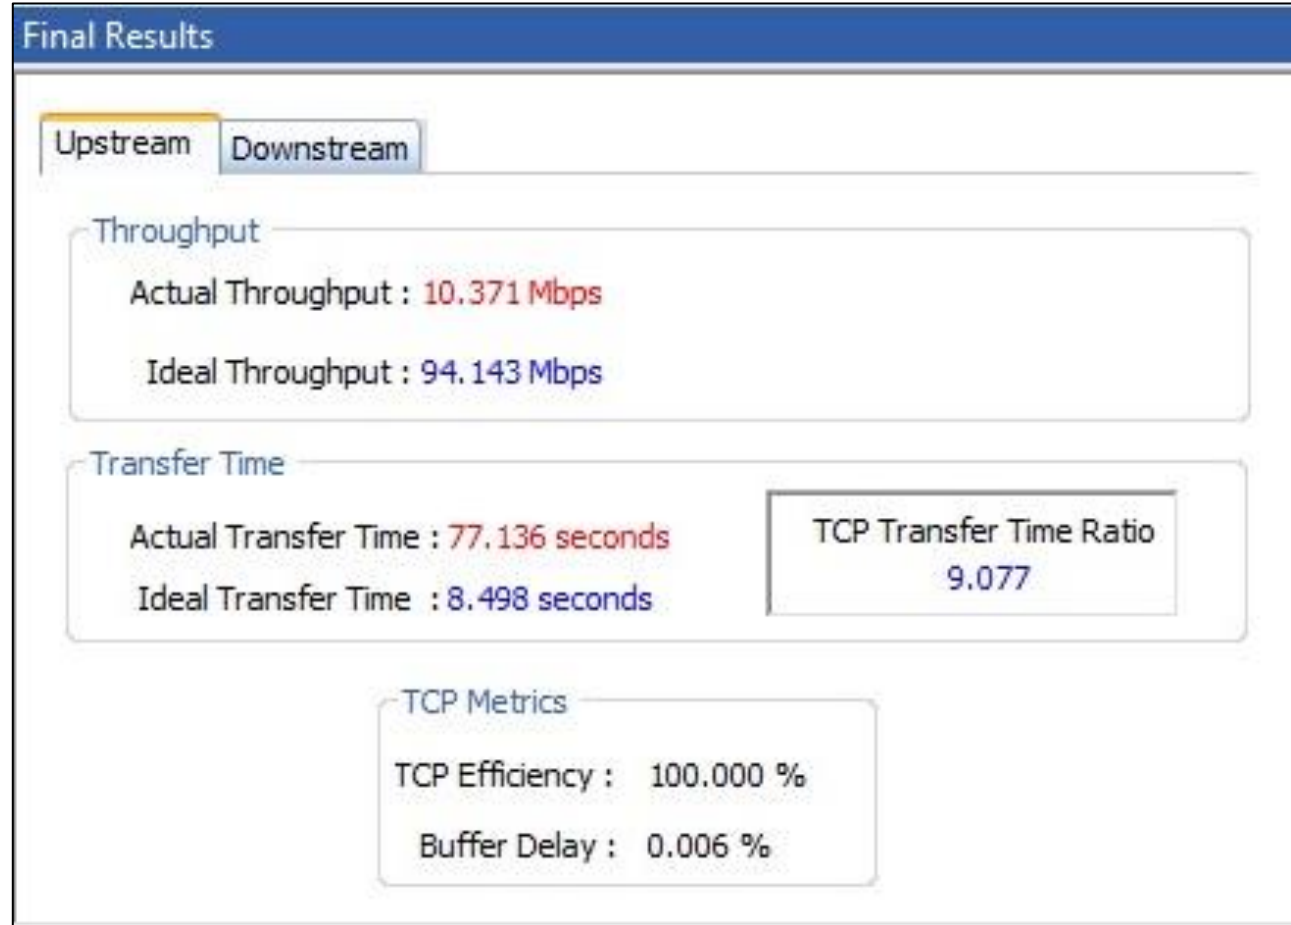 Final Results
Upstream Downstream
Throughput
Actual Throughput : 10.371 Mbps
Ideal Throughput : 94.143 Mbps
Transfer Time
Actual Transfer Time : 77.136 seconds
Ideal Transfer Time : 8.498 seconds
TCP Transfer Time Ratio
9.077
TCP Metrics
TCP Efficiency : 100.000 %
Buffer Delay : 0.006 %